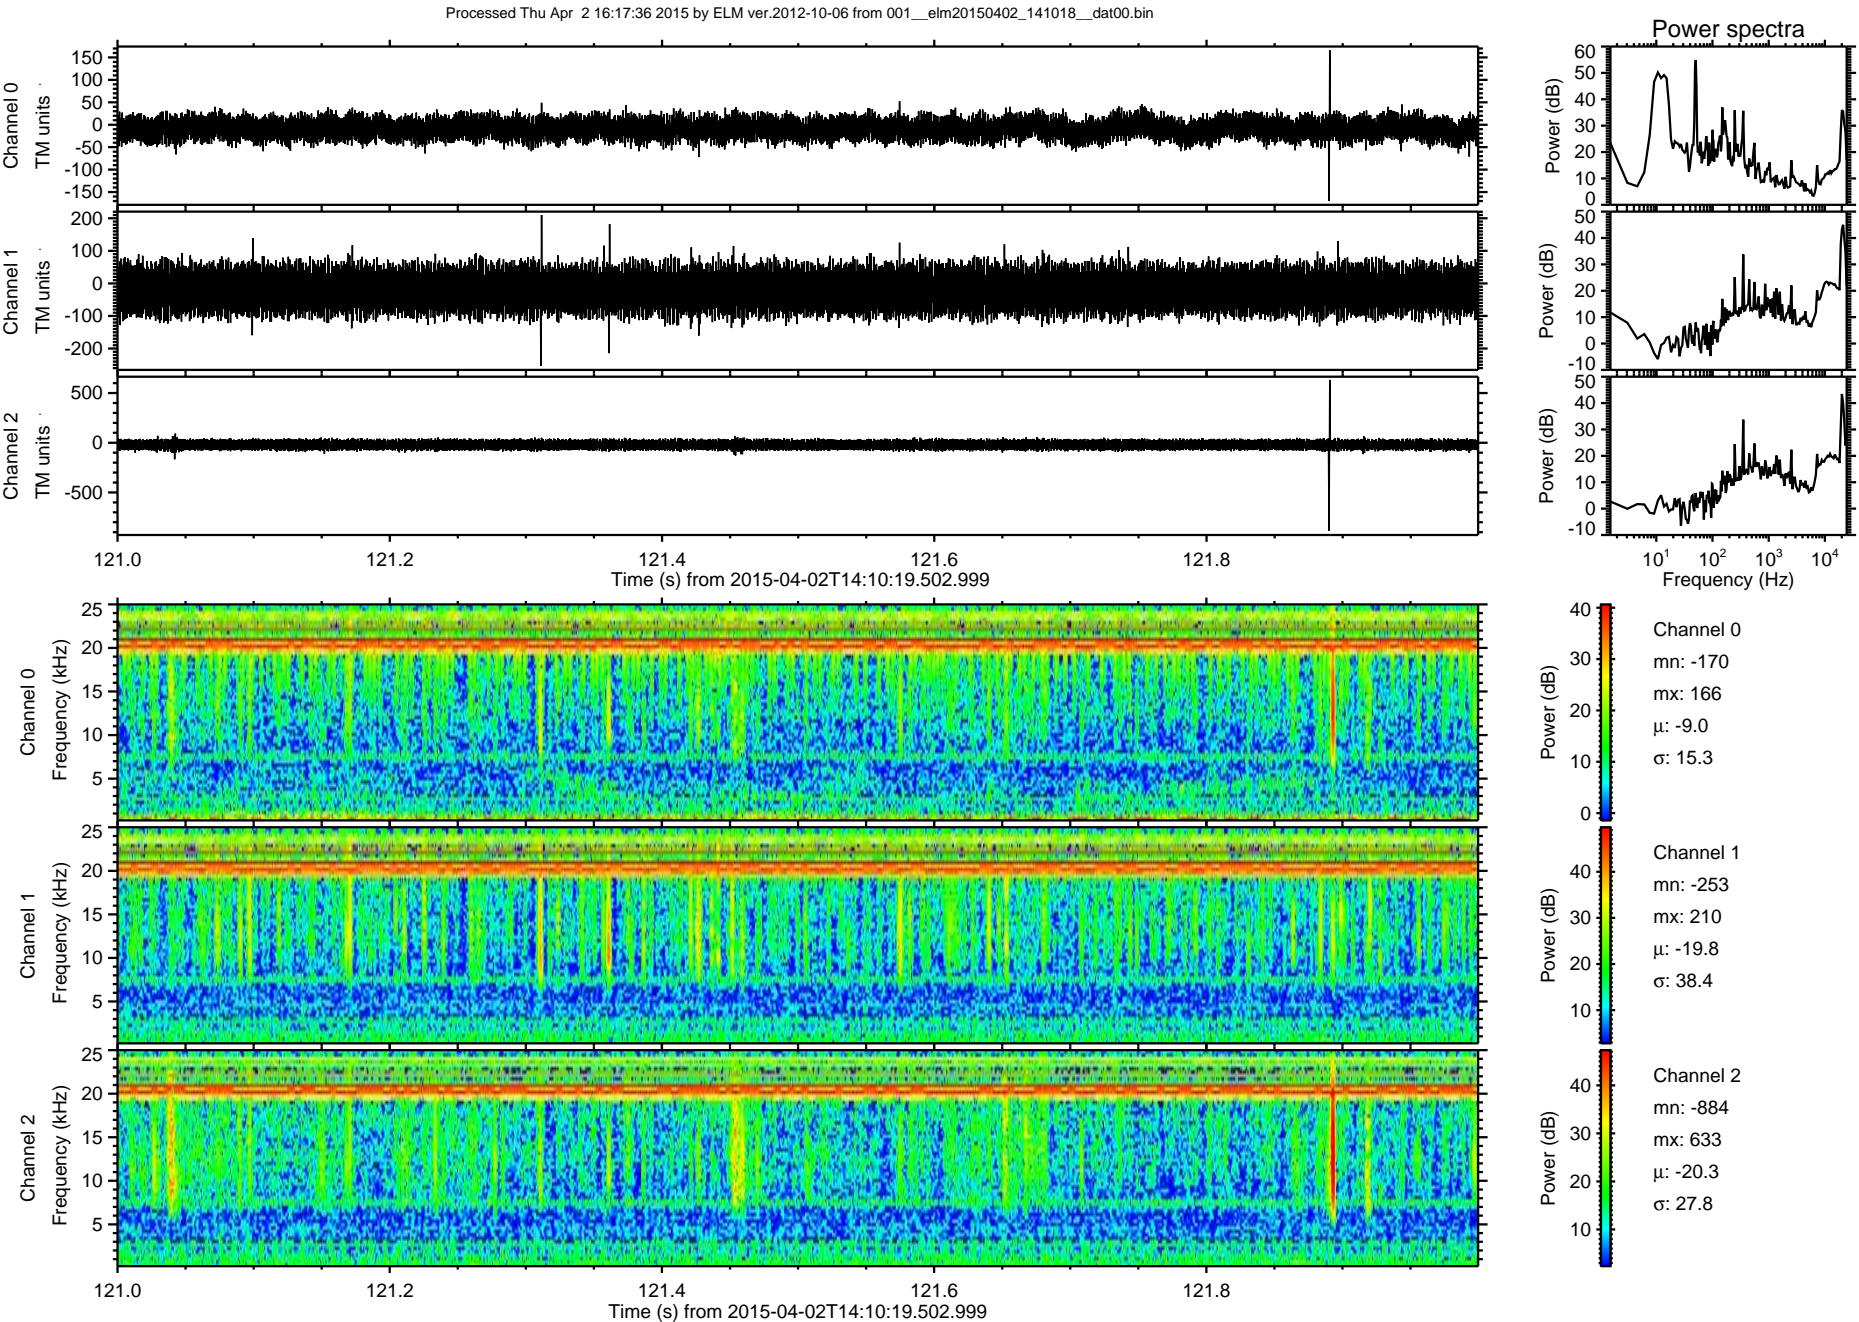 Processed Thu Apr  2 16:17:36 2015 by ELM ver.2012-10-06 from 001__elm20150402_141018__dat00.bin
Power spectra
Channel 0
TM units
150
100
50
0
-50
-100
-150
Power (dB)
60
50
40
30
20
10
0
Channel 1
TM units
200
100
0
-100
-200
Power (dB)
50
40
30
20
10
0
-10
Channel 2
TM units
500
0
-500
Power (dB)
50
40
30
20
10
0
-10
121.0 121.2 121.4 121.6 121.8
Time (s) from 2015-04-02T14:10:19.502.999
10^1 10^2 10^3 10^4
Frequency (Hz)
Channel 0
Frequency (kHz)
25
20
15
10
5
Power (dB)
40
30
20
10
0
Channel 0
mn: -170
mx: 166
μ: -9.0
σ: 15.3
Channel 1
Frequency (kHz)
25
20
15
10
5
Power (dB)
40
30
20
10
Channel 1
mn: -253
mx: 210
μ: -19.8
σ: 38.4
Channel 2
Frequency (kHz)
25
20
15
10
5
Power (dB)
40
30
20
10
Channel 2
mn: -884
mx: 633
μ: -20.3
σ: 27.8
121.0 121.2 121.4 121.6 121.8
Time (s) from 2015-04-02T14:10:19.502.999